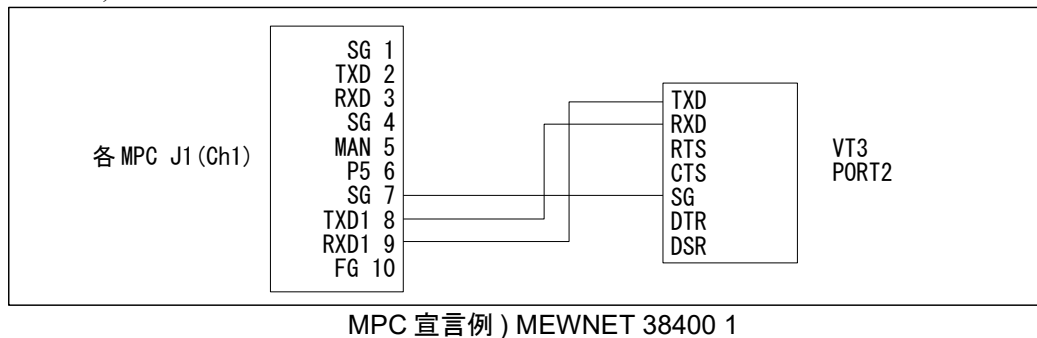 SG 1
TXD 2
RXD 3
SG 4
MAN 5
P5 6
SG 7
TXD1 8
RXD1 9
FG 10
各 MPC J1(Ch1)
TXD
RXD
RTS
CTS
SG
DTR
DSR
VT3
PORT2
MPC 宣言例 ) MEWNET 38400 1